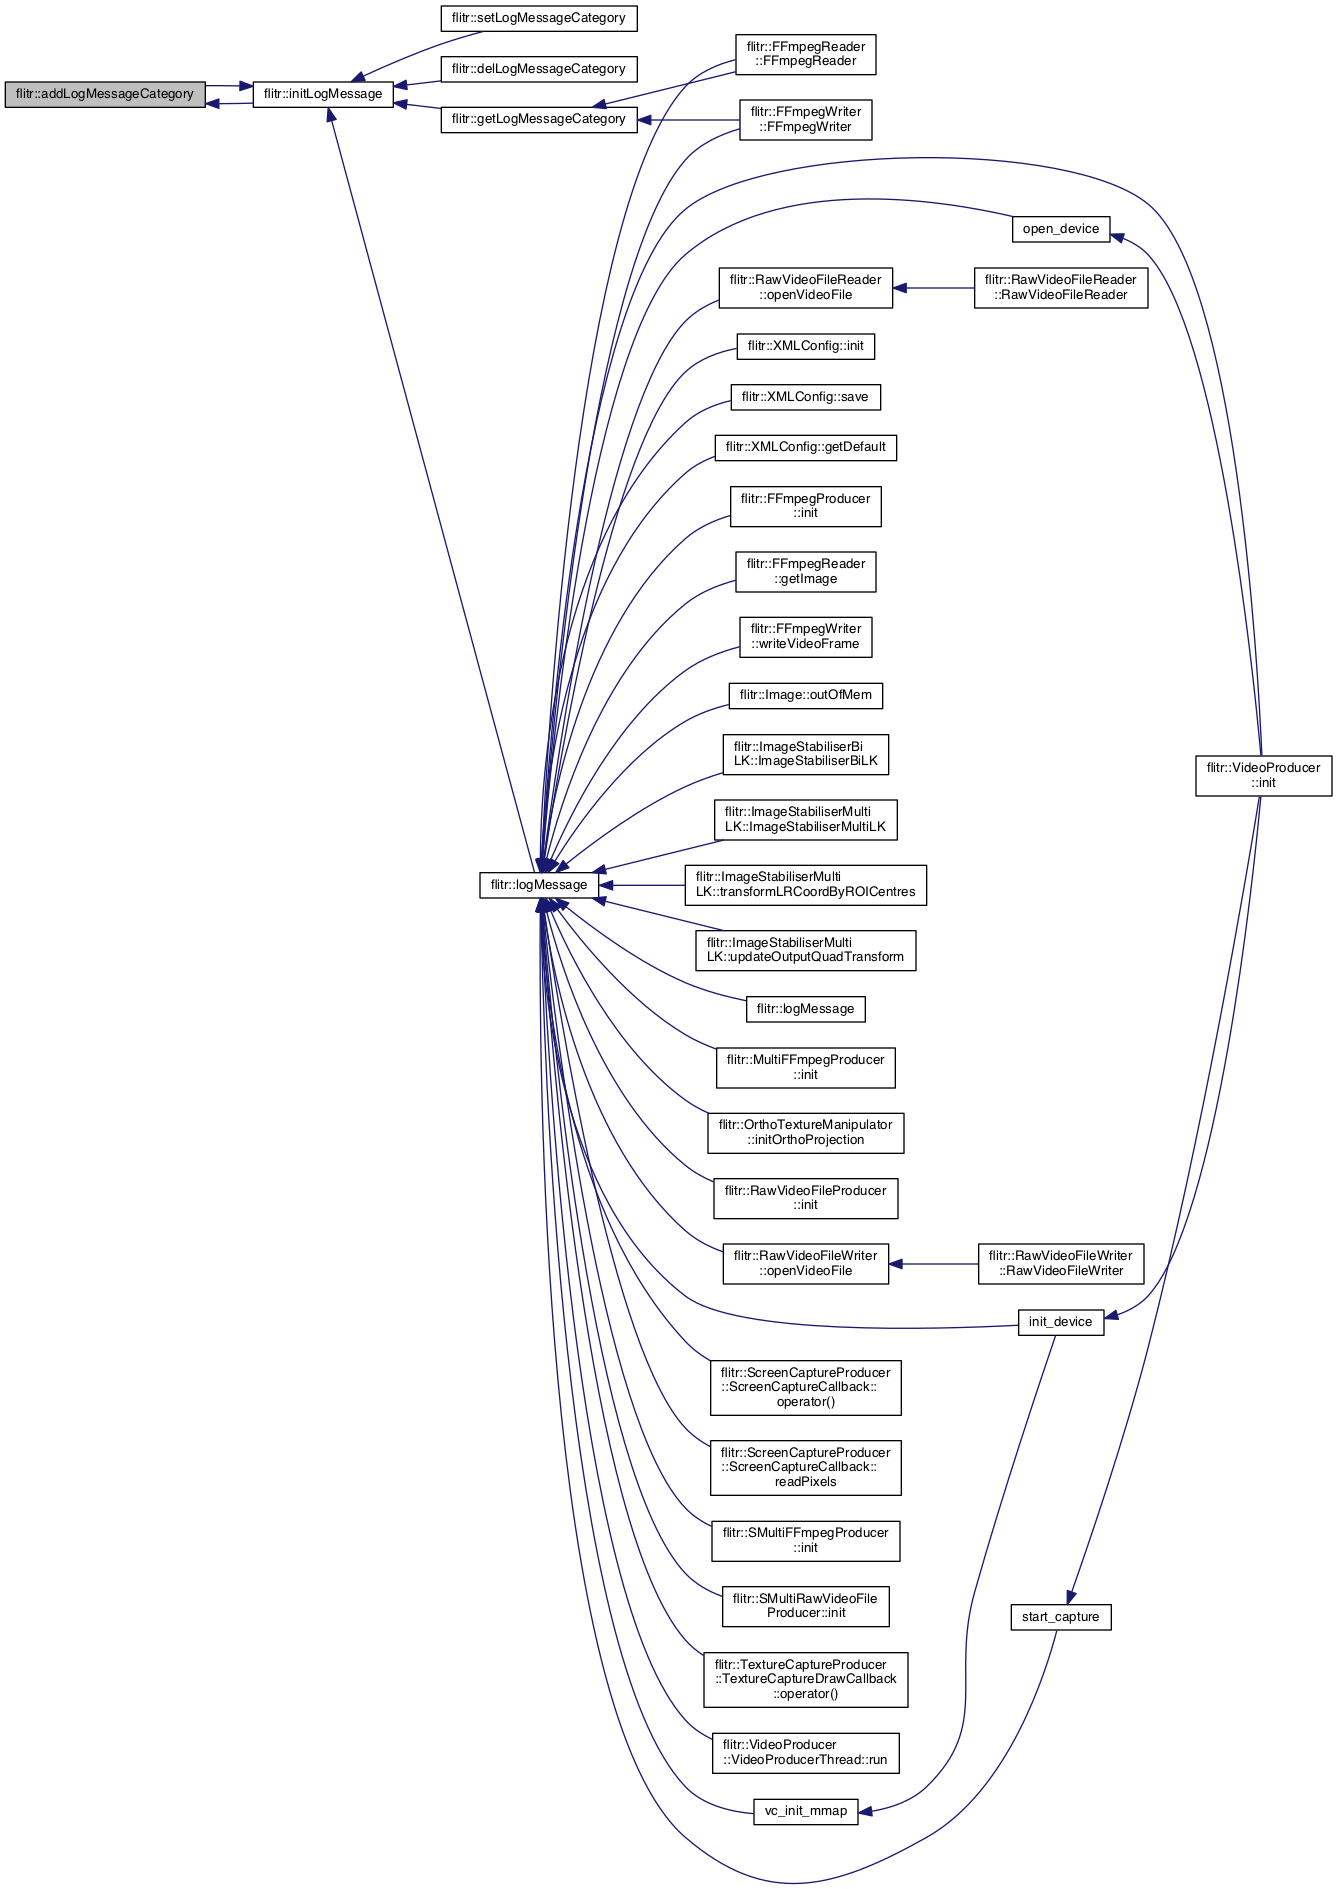 flitr::setLogMessageCategory
flitr::delLogMessageCategory
flitr::addLogMessageCategory
flitr::initLogMessage
flitr::getLogMessageCategory
flitr::FFmpegReader
::FFmpegReader
flitr::FFmpegWriter
::FFmpegWriter
open_device
flitr::RawVideoFileReader
::openVideoFile
flitr::RawVideoFileReader
::RawVideoFileReader
flitr::XMLConfig::init
flitr::XMLConfig::save
flitr::XMLConfig::getDefault
flitr::FFmpegProducer
::init
flitr::FFmpegReader
::getImage
flitr::FFmpegWriter
::writeVideoFrame
flitr::Image::outOfMem
flitr::ImageStabiliserBi
LK::ImageStabiliserBiLK
flitr::VideoProducer
::init
flitr::ImageStabiliserMulti
LK::ImageStabiliserMultiLK
flitr::logMessage
flitr::ImageStabiliserMulti
LK::transformLRCoordByROICentres
flitr::ImageStabiliserMulti
LK::updateOutputQuadTransform
flitr::logMessage
flitr::MultiFFmpegProducer
::init
flitr::OrthoTextureManipulator
::initOrthoProjection
flitr::RawVideoFileProducer
::init
flitr::RawVideoFileWriter
::openVideoFile
flitr::RawVideoFileWriter
::RawVideoFileWriter
init_device
flitr::ScreenCaptureProducer
::ScreenCaptureCallback::
operator()
flitr::ScreenCaptureProducer
::ScreenCaptureCallback::
readPixels
flitr::SMultiFFmpegProducer
::init
flitr::SMultiRawVideoFile
Producer::init
start_capture
flitr::TextureCaptureProducer
::TextureCaptureDrawCallback
::operator()
flitr::VideoProducer
::VideoProducerThread::run
vc_init_mmap